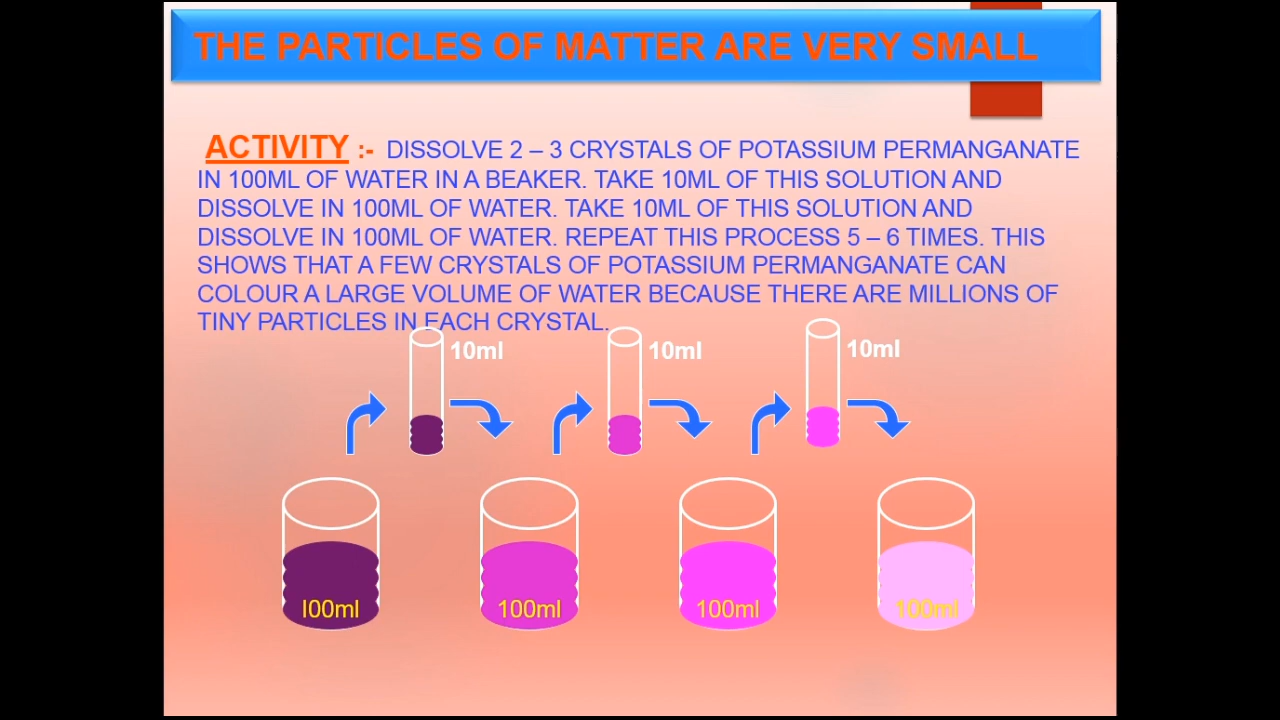 THE PARTICLES OF MATTER ARE VERY SMALL
ACTIVITY :- DISSOLVE 2 – 3 CRYSTALS OF POTASSIUM PERMANGANATE
IN 100ML OF WATER IN A BEAKER. TAKE 10ML OF THIS SOLUTION AND
DISSOLVE IN 100ML OF WATER. TAKE 10ML OF THIS SOLUTION AND
DISSOLVE IN 100ML OF WATER. REPEAT THIS PROCESS 5 – 6 TIMES. THIS
SHOWS THAT A FEW CRYSTALS OF POTASSIUM PERMANGANATE CAN
COLOUR A LARGE VOLUME OF WATER BECAUSE THERE ARE MILLIONS OF
TINY PARTICLES IN EACH CRYSTAL.
10ml 10ml 10ml
I00ml 100ml 100ml 100ml